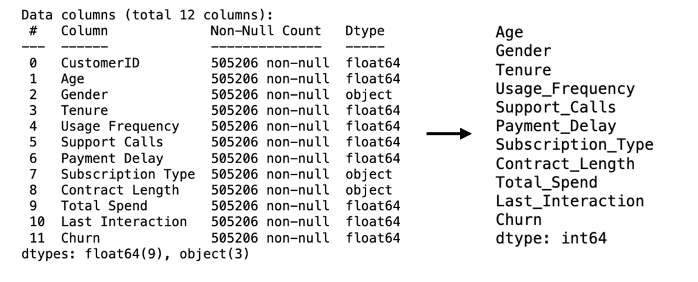 Data columns (total 12 columns):
#   Column   Non-Null Count   Dtype
---   ------   --------------   -----
0   CustomerID   505206 non-null   float64
1   Age   505206 non-null   float64
2   Gender   505206 non-null   object
3   Tenure   505206 non-null   float64
4   Usage Frequency   505206 non-null   float64
5   Support Calls   505206 non-null   float64
6   Payment Delay   505206 non-null   float64
7   Subscription Type   505206 non-null   object
8   Contract Length   505206 non-null   object
9   Total Spend   505206 non-null   float64
10   Last Interaction   505206 non-null   float64
11   Churn   505206 non-null   float64
dtypes: float64(9), object(3)
Age
Gender
Tenure
Usage_Frequency
Support_Calls
Payment_Delay
Subscription_Type
Contract_Length
Total_Spend
Last_Interaction
Churn
dtype: int64